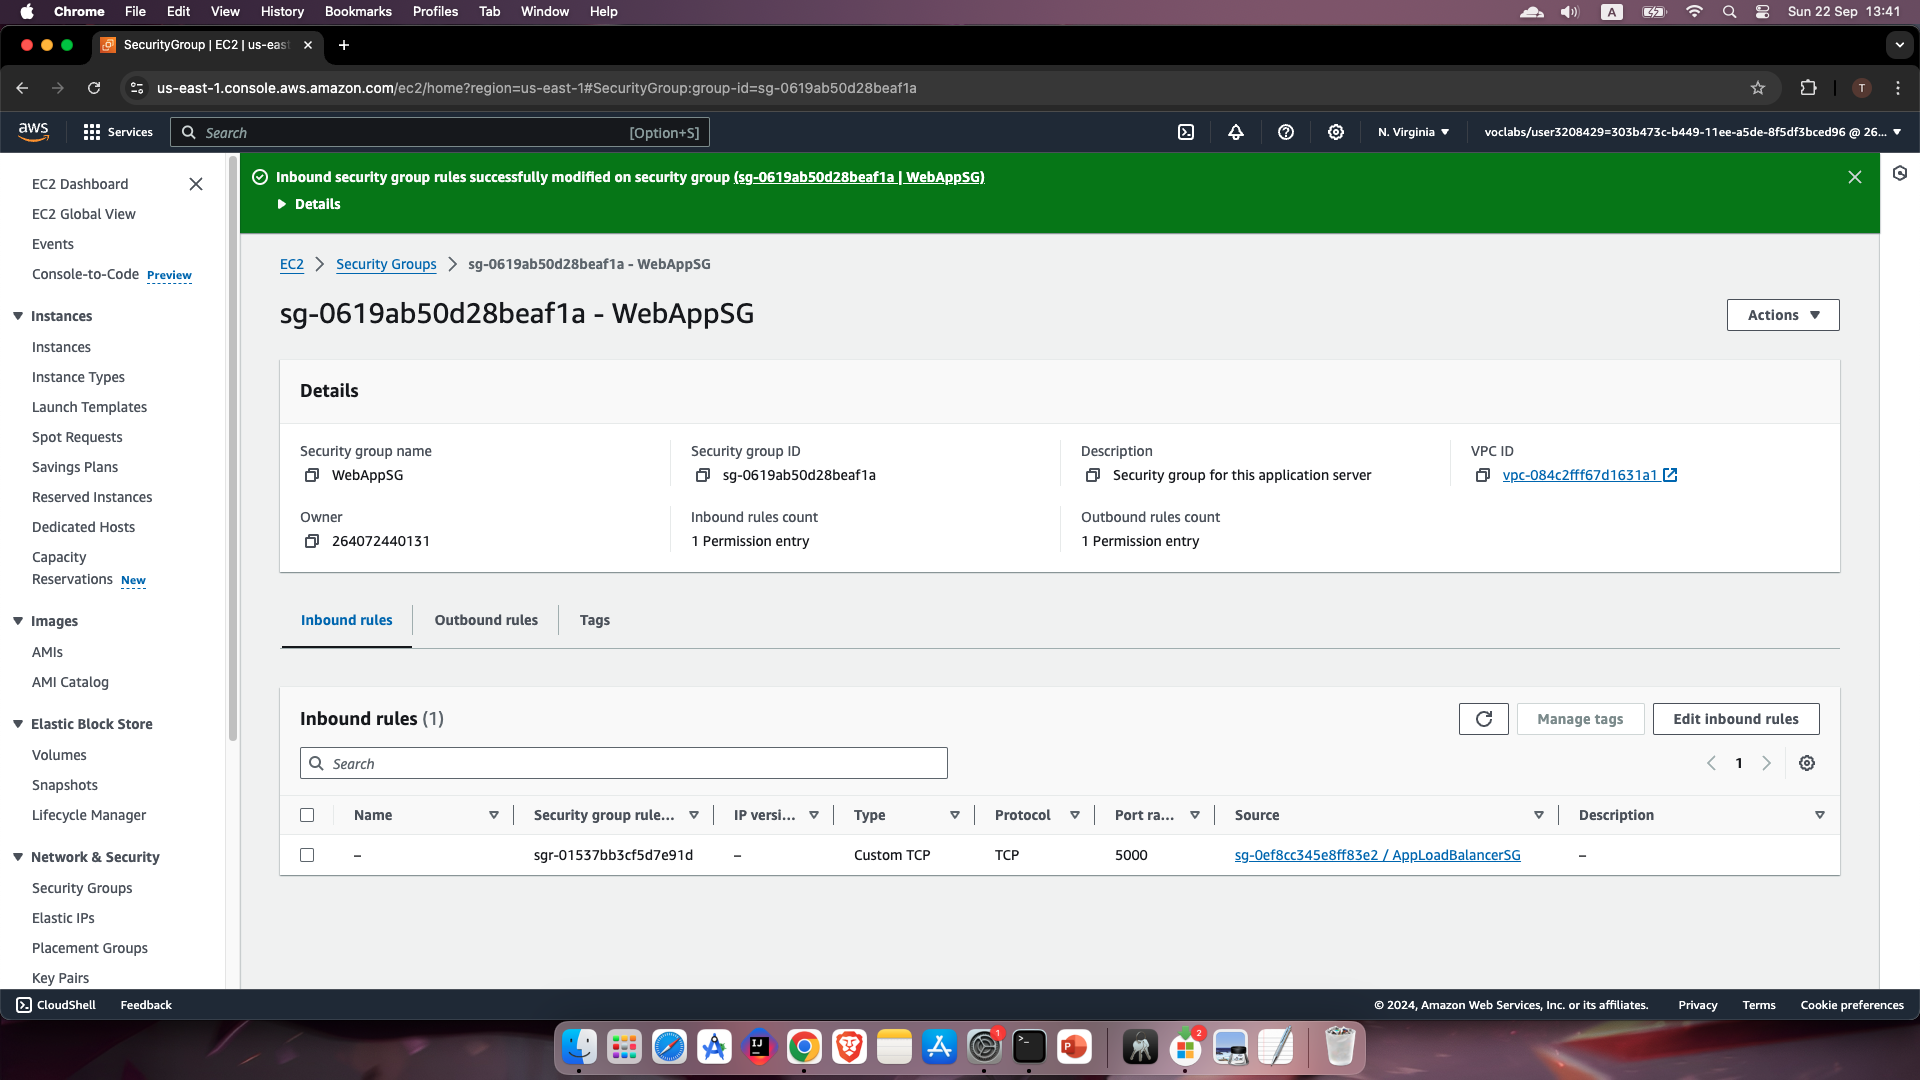 Chrome File Edit View History Bookmarks Profiles Tab Window Help A Sun 22 Sep 13:41
SecurityGroup | EC2 | us-east
us-east-1.console.aws.amazon.com/ec2/home?region=us-east-1#SecurityGroup:group-id=sg-0619ab50d28beaf1a T
aws Services Search [Option+S] N. Virginia voclabs/user3208429=303b473c-b449-11ee-a5de-8f5df3bced96 @ 26...
EC2 Dashboard
EC2 Global View
Events
Console-to-Code Preview
Instances
Instances
Instance Types
Launch Templates
Spot Requests
Savings Plans
Reserved Instances
Dedicated Hosts
Capacity
Reservations New
Images
AMIs
AMI Catalog
Elastic Block Store
Volumes
Snapshots
Lifecycle Manager
Network & Security
Security Groups
Elastic IPs
Placement Groups
Key Pairs
Inbound security group rules successfully modified on security group (sg-0619ab50d28beaf1a | WebAppSG)
Details
EC2 Security Groups sg-0619ab50d28beaf1a - WebAppSG
sg-0619ab50d28beaf1a - WebAppSG
Actions
Details
Security group name
WebAppSG
Security group ID
sg-0619ab50d28beaf1a
Description
Security group for this application server
VPC ID
vpc-084c2fff67d1631a1
Owner
264072440131
Inbound rules count
1 Permission entry
Outbound rules count
1 Permission entry
Inbound rules Outbound rules Tags
Inbound rules (1)
Manage tags Edit inbound rules
Search
1
Name Security group rule... IP versi... Type Protocol Port ra... Source Description
– sgr-01537bb3cf5d7e91d – Custom TCP TCP 5000 sg-0ef8cc345e8ff83e2 / AppLoadBalancerSG –
CloudShell Feedback © 2024, Amazon Web Services, Inc. or its affiliates. Privacy Terms Cookie preferences
IJ 1 P 2